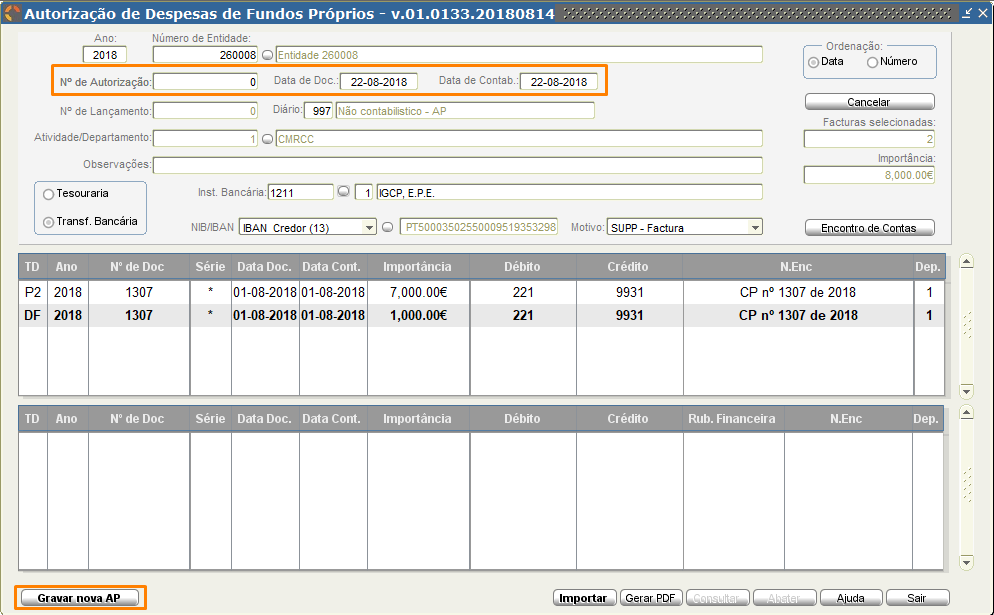 Autorização de Despesas de Fundos Próprios - v.01.0133.20180814
Ano: Número de Entidade: Ordenação:
2018 260008 Entidade 260008 Data Número
Nº de Autorização: 0 Data de Doc.: 22-08-2018 Data de Contab.: 22-08-2018
Cancelar
Nº de Lançamento: 0 Diário: 997 Não contabilistico - AP
Facturas selecionadas:
Atividade/Departamento: 1 CMRCC 2
Observações: Importância:
8,000.00€
Tesouraria Inst. Bancária: 1211 1 IGCP, E.P.E.
Transf. Bancária NIB/IBAN IBAN Credor (13) PT50003502550009519353298 Motivo: SUPP - Factura Encontro de Contas
TD Ano Nº de Doc Série Data Doc. Data Cont. Importância Débito Crédito N.Enc Dep.
P2 2018 1307 * 01-08-2018 01-08-2018 7,000.00€ 221 9931 CP nº 1307 de 2018 1
DF 2018 1307 * 01-08-2018 01-08-2018 1,000.00€ 221 9931 CP nº 1307 de 2018 1
TD Ano Nº de Doc Série Data Doc. Data Cont. Importância Débito Crédito Rub. Financeira N.Enc Dep.
Gravar nova AP Importar Gerar PDF Consultar Abater Ajuda Sair